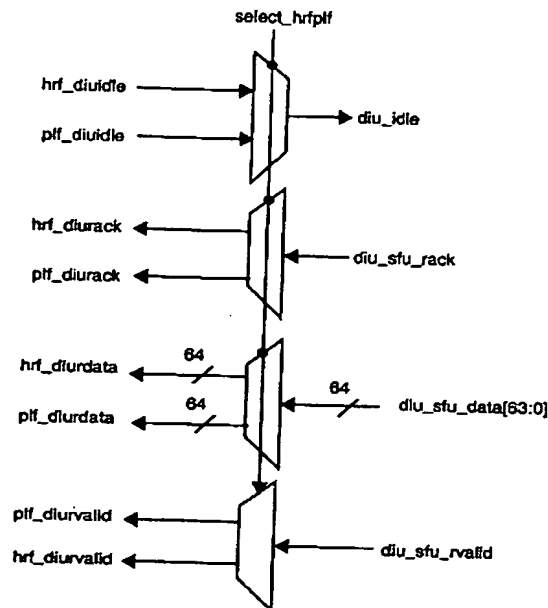 select_hrfplf
hrf_diuidle
diu_idle
plf_diuidle
hrf_diurack
diu_sfu_rack
plf_diurack
64
hrf_diurdata
64
64
diu_sfu_data[63:0]
plf_diurdata
plf_diurvalid
diu_sfu_rvalid
hrf_diurvalid